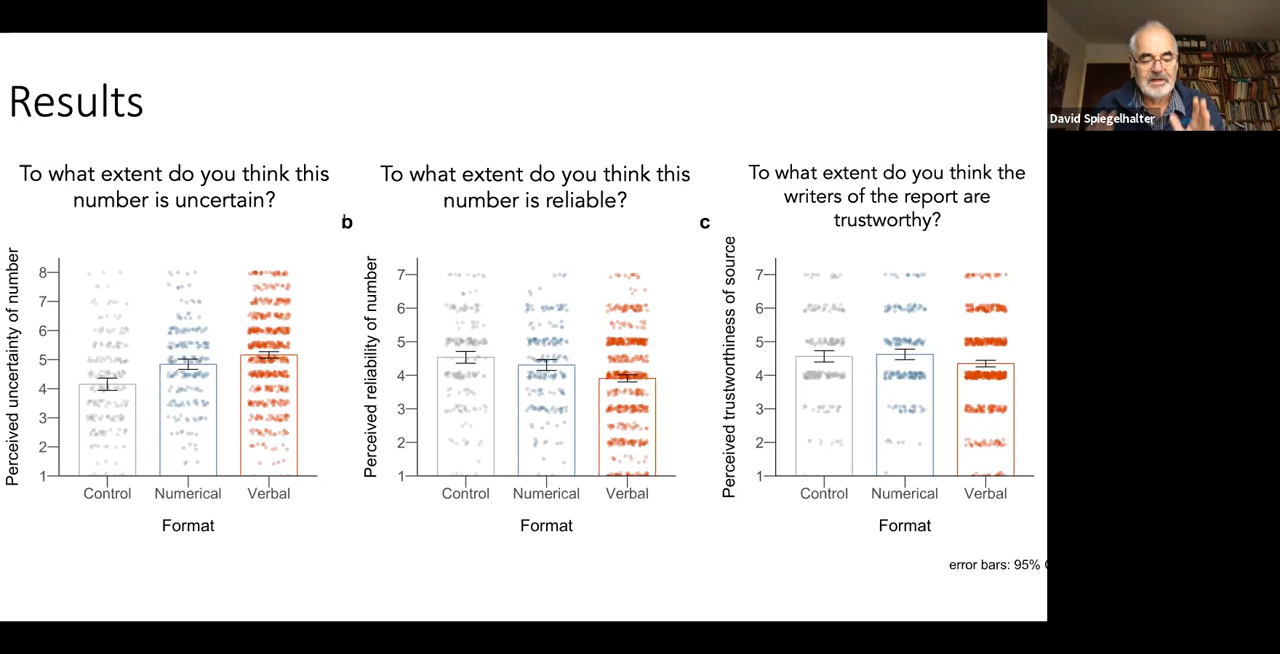 Results
To what extent do you think this
number is uncertain?
Perceived uncertainty of number
8
7
6
5
4
3
2
1
Control Numerical Verbal
Format
b
To what extent do you think this
number is reliable?
Perceived reliability of number
7
6
5
4
3
2
1
Control Numerical Verbal
Format
c
To what extent do you think the
writers of the report are
trustworthy?
Perceived trustworthiness of source
7
6
5
4
3
2
1
Control Numerical Verbal
Format
error bars: 95%
David Spiegelhalter